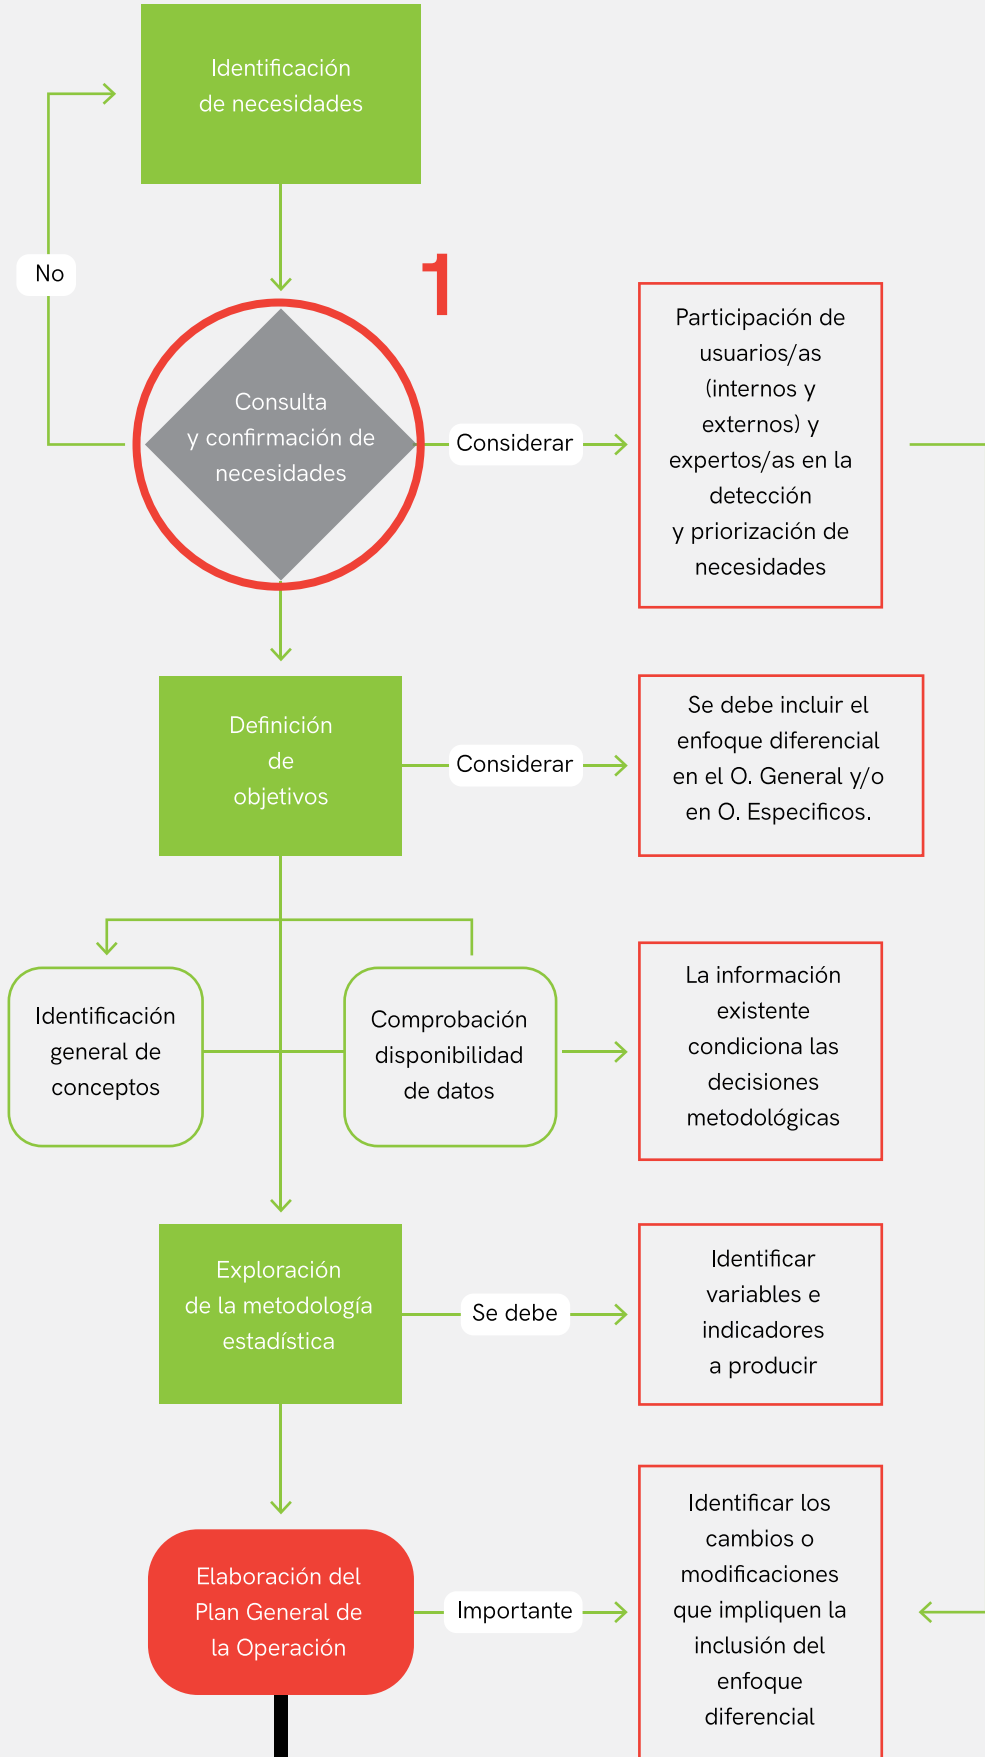 Identificación
de necesidades
No
1
Consulta
y confirmación de
necesidades
Considerar
Participación de
usuarios/as
(internos y
externos) y
expertos/as en la
detección
y priorización de
necesidades
Definición
de
objetivos
Considerar
Se debe incluir el
enfoque diferencial
en el O. General y/o
en O. Especificos.
Identificación
general de
conceptos
Comprobación
disponibilidad
de datos
La información
existente
condiciona las
decisiones
metodológicas
Exploración
de la metodología
estadística
Se debe
Identificar
variables e
indicadores
a producir
Elaboración del
Plan General de
la Operación
Importante
Identificar los
cambios o
modificaciones
que impliquen la
inclusión del
enfoque
diferencial